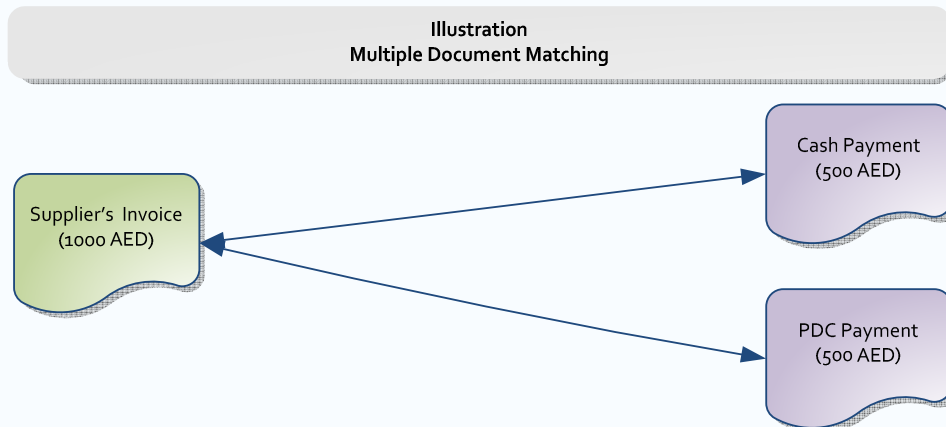 Illustration
Multiple Document Matching
Cash Payment
(500 AED)
Supplier’s  Invoice
(1000 AED)
PDC Payment
(500 AED)